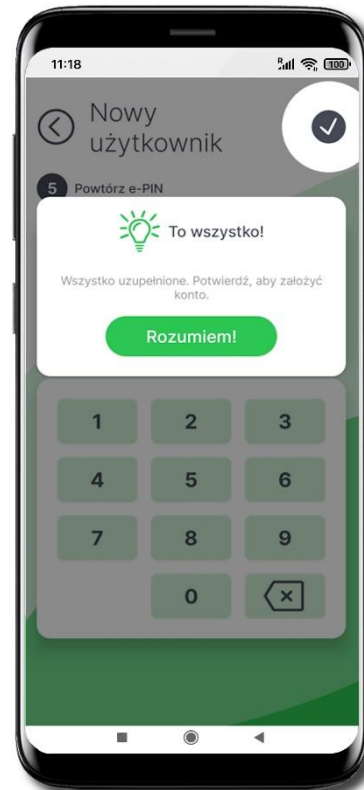 11:18
R
100
Nowy
użytkownik
5 Powtórz e-PIN
To wszystko!
Wszystko uzupełnione. Potwierdź, aby założyć
konto.
Rozumiem!
1 2 3
4 5 6
7 8 9
0